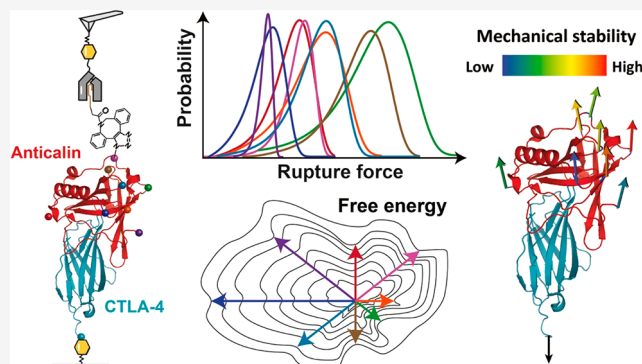 Anticalin
CTLA-4
Probability
Rupture force
Free energy
Mechanical stability
Low
High